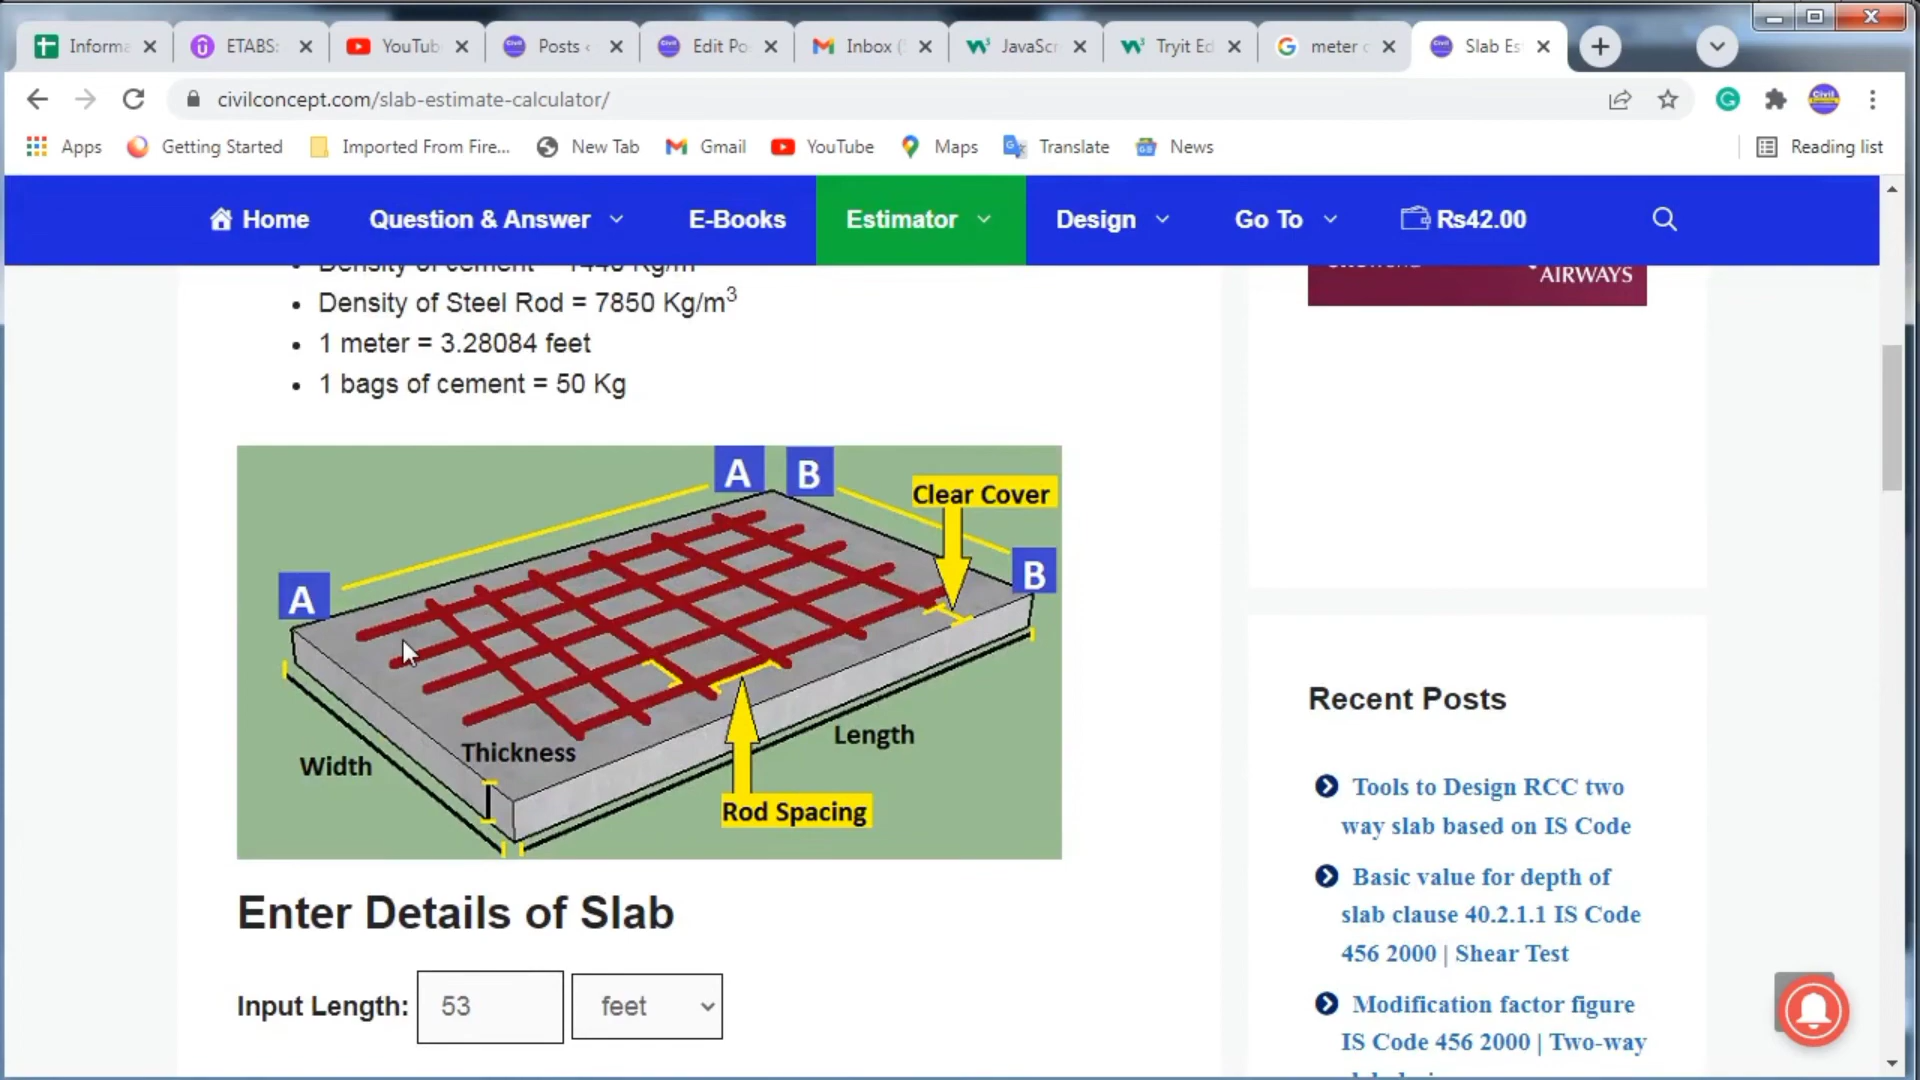 Informa
ETABS:
YouTub
Posts
Edit Po
Inbox (
JavaScr
Tryit Ed
meter c
Slab Es
civilconcept.com/slab-estimate-calculator/
Apps
Getting Started
Imported From Fire...
New Tab
Gmail
YouTube
Maps
Translate
News
Reading list
Home
Question & Answer
E-Books
Estimator
Design
Go To
₨42.00
Density of cement
AIRWAYS
• Density of Steel Rod = 7850 Kg/m³
• 1 meter = 3.28084 feet
• 1 bags of cement = 50 Kg
A
B
Clear Cover
A
B
Width
Thickness
Length
Rod Spacing
Enter Details of Slab
Input Length: 53 feet
Recent Posts
Tools to Design RCC two
way slab based on IS Code
Basic value for depth of
slab clause 40.2.1.1 IS Code
456 2000 | Shear Test
Modification factor figure
IS Code 456 2000 | Two-way